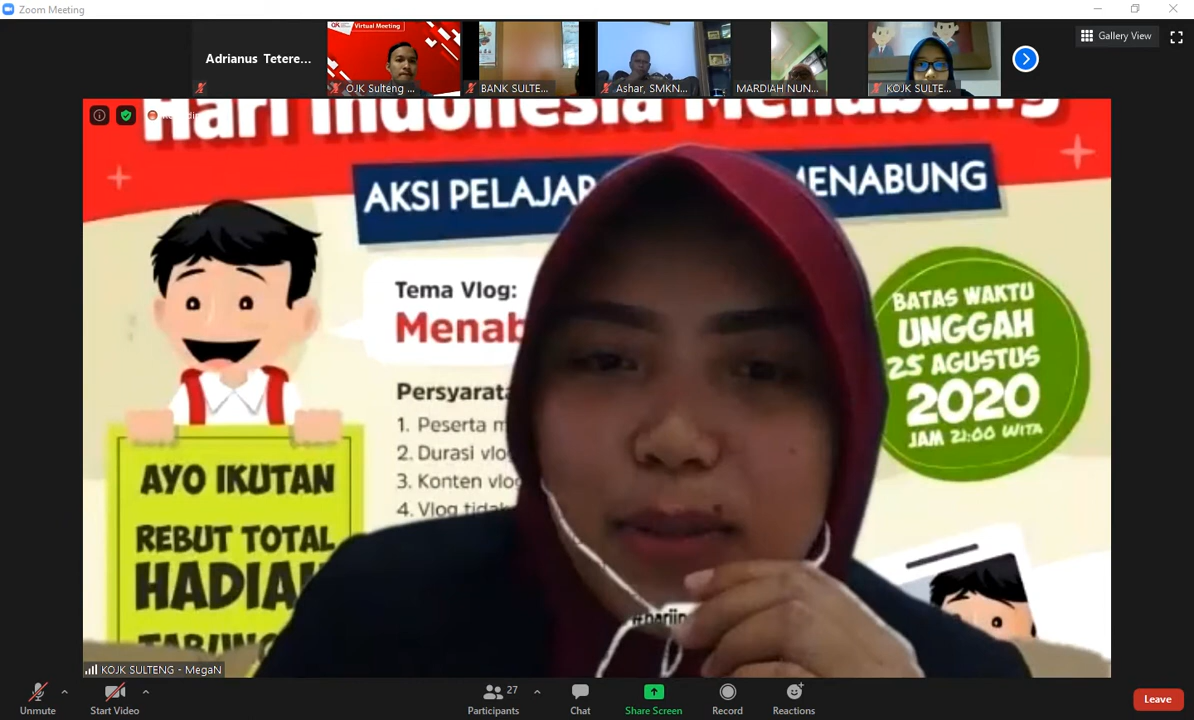 Zoom Meeting
Adrianus Tetere...
Virtual Meeting
OJK Sulteng ...
BANK SULTE...
Ashar, SMKN...
MARDIAH NUN...
KOJK SULTE...
Gallery View
Hari Indonesia Menabung
AKSI PELAJAR MENABUNG
Tema Vlog:
Menab
Persyarata
1. Peserta m
2. Durasi vlo
3. Konten vlog
4. Vlog tidak
BATAS WAKTU
UNGGAH
25 AGUSTUS
2020
JAM 21:00 WITA
AYO IKUTAN
REBUT TOTAL
HADIAH
TABUNG
KOJK SULTENG - MegaN
Unmute
Start Video
Participants
27
Chat
Share Screen
Record
Reactions
Leave